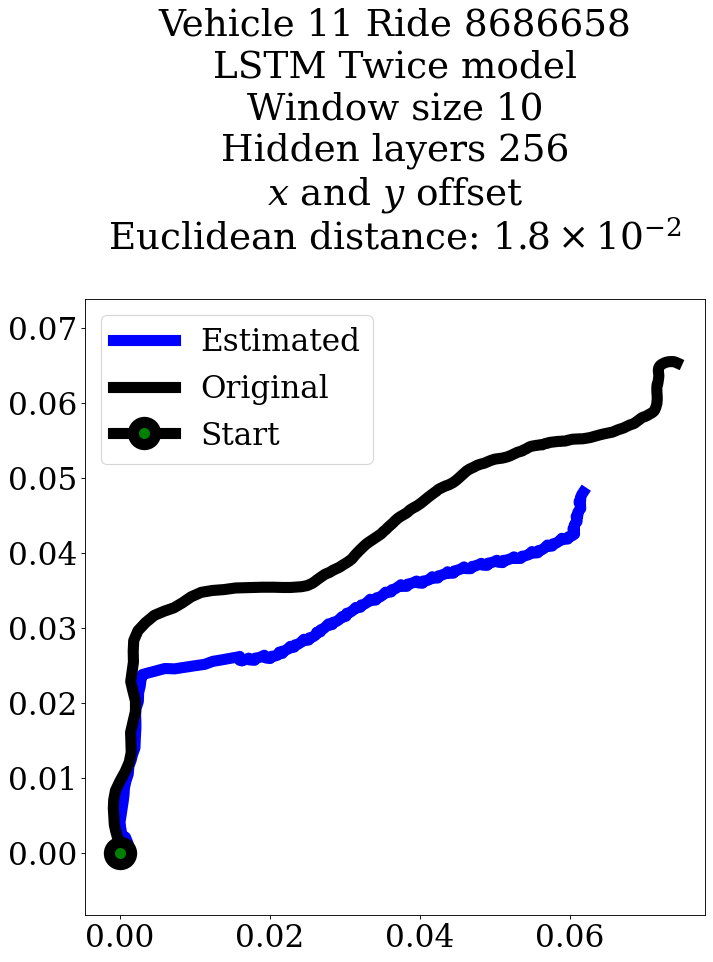 Vehicle 11 Ride 8686658
LSTM Twice model
Window size 10
Hidden layers 256
x and y offset
Euclidean distance: 1.8 × 10⁻²
Estimated
Original
Start
0.07
0.06
0.05
0.04
0.03
0.02
0.01
0.00
0.00 0.02 0.04 0.06